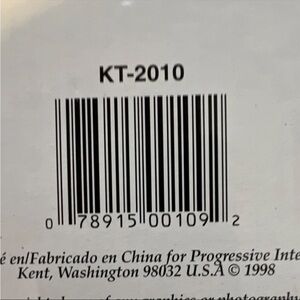 KT-2010
0 78915 00109 2
é en/Fabricado en China for Progressive Inte
Kent, Washington 98032 U.S.A © 1998